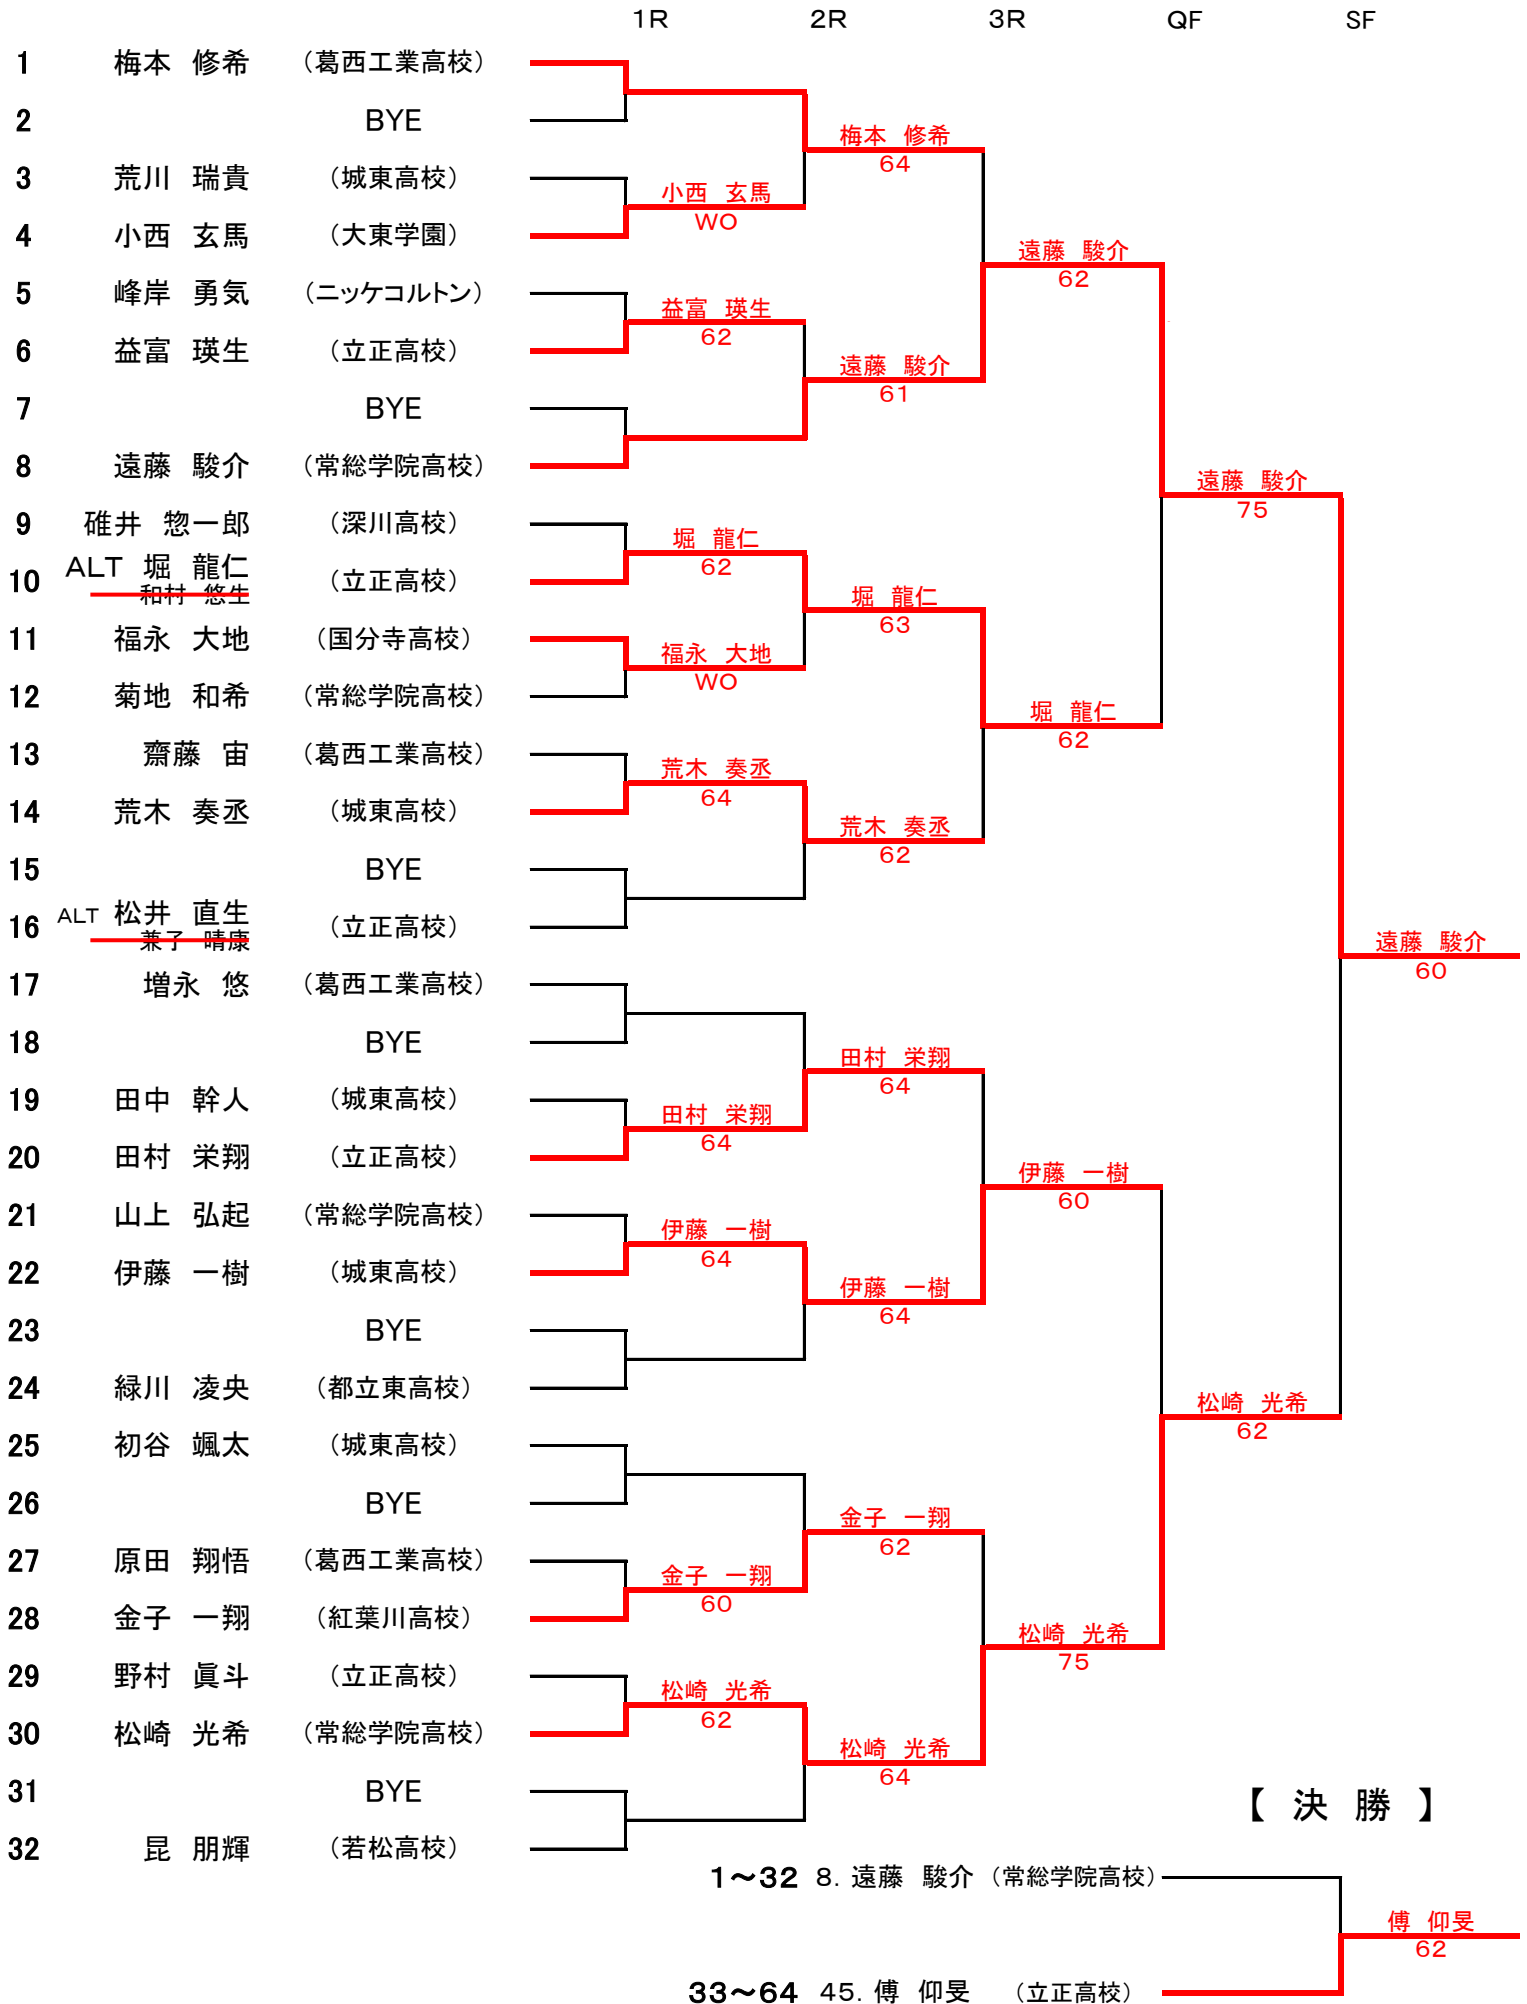 1R 2R 3R QF SF
1 梅本 修希 (葛西工業高校)
2 BYE
梅本 修希
64
3 荒川 瑞貴 (城東高校)
小西 玄馬
WO
4 小西 玄馬 (大東学園)
遠藤 駿介
62
5 峰岸 勇気 (ニッケコルトン)
益富 瑛生
62
6 益富 瑛生 (立正高校)
遠藤 駿介
61
7 BYE
8 遠藤 駿介 (常総学院高校)
遠藤 駿介
75
9 碓井 惣一郎 (深川高校)
堀 龍仁
62
ALT 堀 龍仁
10 (立正高校)
和村 悠生
堀 龍仁
63
11 福永 大地 (国分寺高校)
福永 大地
WO
12 菊地 和希 (常総学院高校)
堀 龍仁
62
13 齋藤 宙 (葛西工業高校)
荒木 奏丞
64
14 荒木 奏丞 (城東高校)
荒木 奏丞
62
15 BYE
ALT 松井 直生
16 (立正高校)
兼子 晴康
遠藤 駿介
60
17 増永 悠 (葛西工業高校)
18 BYE
田村 栄翔
64
19 田中 幹人 (城東高校)
田村 栄翔
64
20 田村 栄翔 (立正高校)
伊藤 一樹
60
21 山上 弘起 (常総学院高校)
伊藤 一樹
64
22 伊藤 一樹 (城東高校)
伊藤 一樹
64
23 BYE
24 緑川 凌央 (都立東高校)
松崎 光希
62
25 初谷 颯太 (城東高校)
26 BYE
金子 一翔
62
27 原田 翔悟 (葛西工業高校)
金子 一翔
60
28 金子 一翔 (紅葉川高校)
松崎 光希
75
29 野村 眞斗 (立正高校)
松崎 光希
62
30 松崎 光希 (常総学院高校)
松崎 光希
64
31 BYE
【 決 勝 】
32 昆 朋輝 (若松高校)
1～32 8. 遠藤 駿介 (常総学院高校)
傅 仰旻
62
33～64 45. 傅 仰旻 (立正高校)